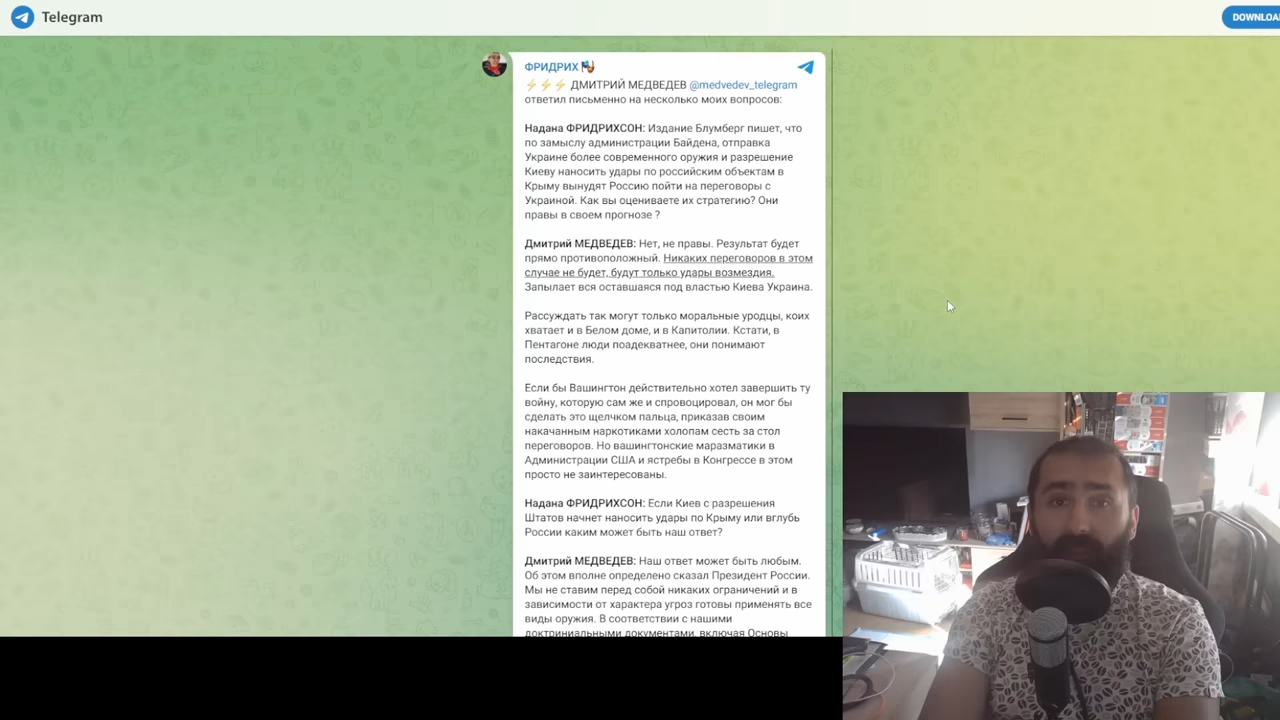 Telegram
DOWNLOA
ФРИДРИХ
ДМИТРИЙ МЕДВЕДЕВ @medvedev_telegram
ответил письменно на несколько моих вопросов:
Надана ФРИДРИХСОН: Издание Блумберг пишет, что
по замыслу администрации Байдена, отправка
Украине более современного оружия и разрешение
Киеву наносить удары по российским объектам в
Крыму вынудят Россию пойти на переговоры с
Украиной. Как вы оцениваете их стратегию? Они
правы в своем прогнозе ?
Дмитрий МЕДВЕДЕВ: Нет, не правы. Результат будет
прямо противоположный. Никаких переговоров в этом
случае не будет, будут только удары возмездия.
Запылает вся оставшаяся под властью Киева Украина.
Рассуждать так могут только моральные уродцы, коих
хватает и в Белом доме, и в Капитолии. Кстати, в
Пентагоне люди поадекватнее, они понимают
последствия.
Если бы Вашингтон действительно хотел завершить ту
войну, которую сам же и спровоцировал, он мог бы
сделать это щелчком пальца, приказав своим
накачанным наркотиками холопам сесть за стол
переговоров. Но вашингтонские маразматики в
Администрации США и ястребы в Конгрессе в этом
просто не заинтересованы.
Надана ФРИДРИХСОН: Если Киев с разрешения
Штатов начнет наносить удары по Крыму или вглубь
России каким может быть наш ответ?
Дмитрий МЕДВЕДЕВ: Наш ответ может быть любым.
Об этом вполне определено сказал Президент России.
Мы не ставим перед собой никаких ограничений и в
зависимости от характера угроз готовы применять все
виды оружия. В соответствии с нашими
доктринальными документами, включая Основы